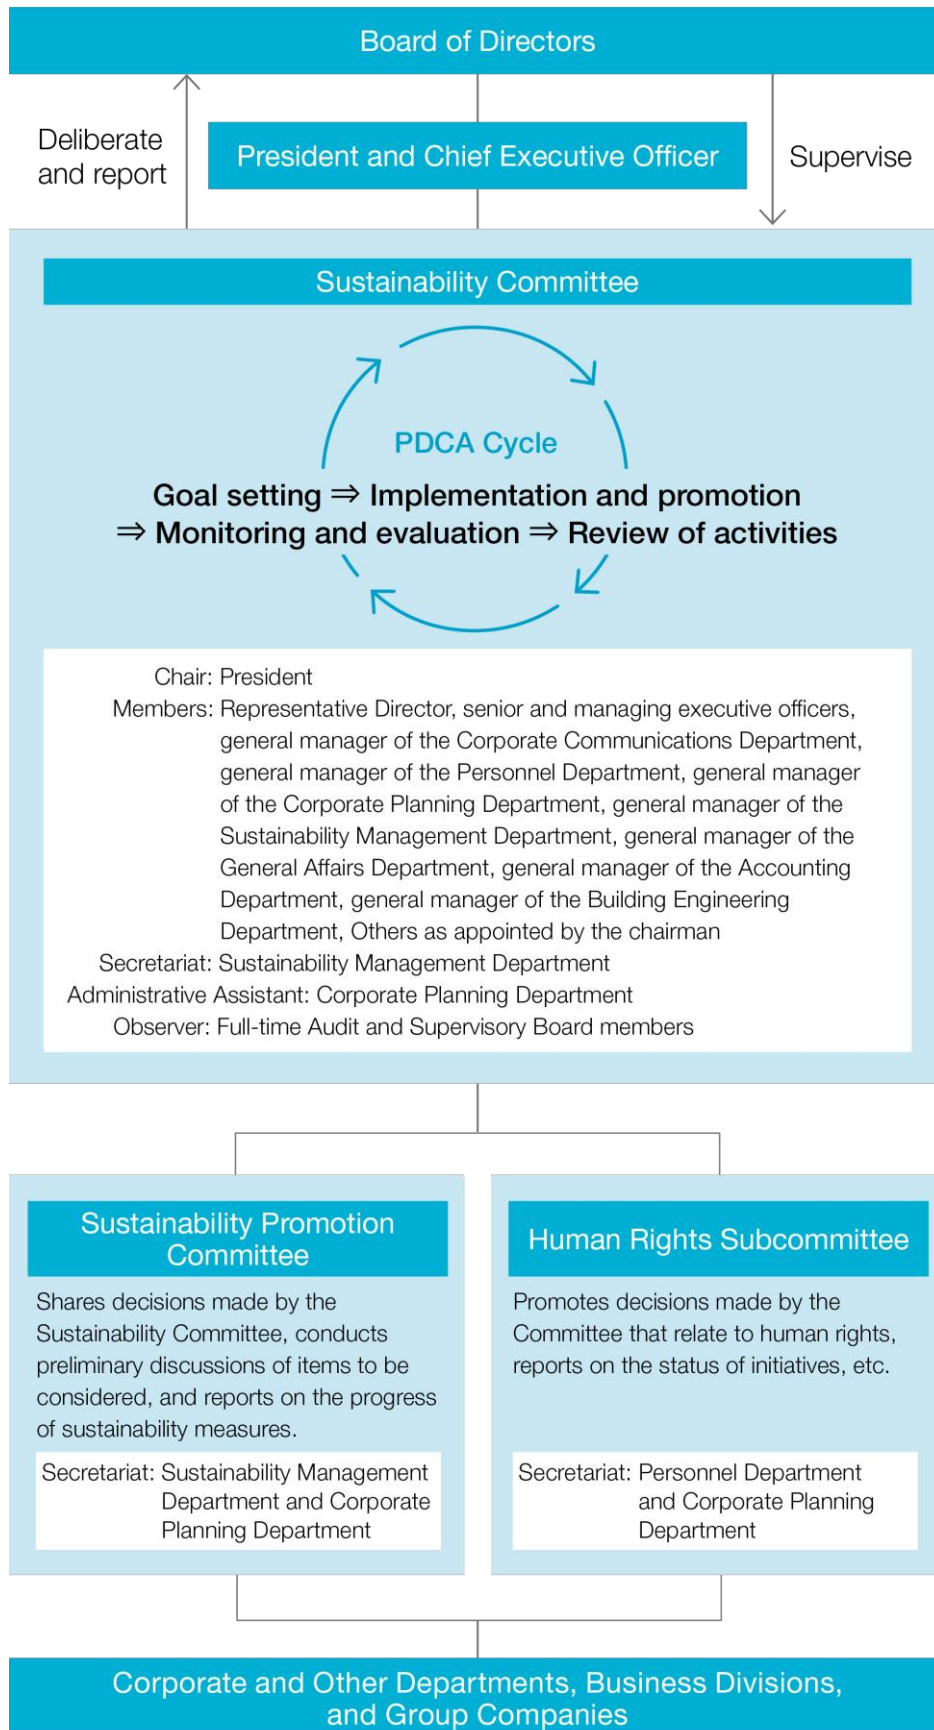 Board of Directors
Deliberate
and report
President and Chief Executive Officer
Supervise
Sustainability Committee
PDCA Cycle
Goal setting ⇒ Implementation and promotion
⇒ Monitoring and evaluation ⇒ Review of activities
Chair: President
Members: Representative Director, senior and managing executive officers,
general manager of the Corporate Communications Department,
general manager of the Personnel Department, general manager
of the Corporate Planning Department, general manager of the
Sustainability Management Department, general manager of the
General Affairs Department, general manager of the Accounting
Department, general manager of the Building Engineering
Department, Others as appointed by the chairman
Secretariat: Sustainability Management Department
Administrative Assistant: Corporate Planning Department
Observer: Full-time Audit and Supervisory Board members
Sustainability Promotion
Committee
Shares decisions made by the
Sustainability Committee, conducts
preliminary discussions of items to be
considered, and reports on the progress
of sustainability measures.
Secretariat: Sustainability Management
Department and Corporate
Planning Department
Human Rights Subcommittee
Promotes decisions made by the
Committee that relate to human rights,
reports on the status of initiatives, etc.
Secretariat: Personnel Department
and Corporate Planning
Department
Corporate and Other Departments, Business Divisions,
and Group Companies